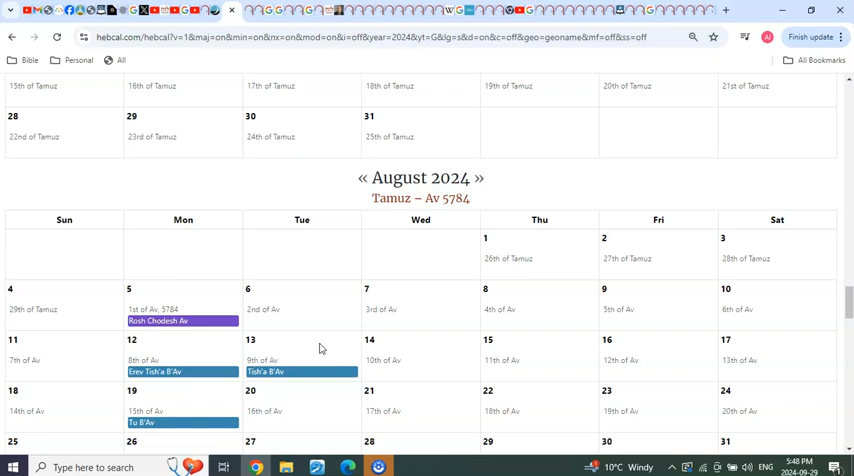 hebcal.com/hebcal?v=1&maj=on&min=on&nx=on&mod=on&i=off&year=2024&yt=G&lg=s&d=on&c=off&geo=geoname&mf=off&ss=off
AI
Finish update
Bible
Personal
All
All Bookmarks
15th of Tamuz 16th of Tamuz 17th of Tamuz 18th of Tamuz 19th of Tamuz 20th of Tamuz 21st of Tamuz
28 29 30 31
22nd of Tamuz 23rd of Tamuz 24th of Tamuz 25th of Tamuz
« August 2024 »
Tamuz – Av 5784
Sun Mon Tue Wed Thu Fri Sat
1 2 3
26th of Tamuz 27th of Tamuz 28th of Tamuz
4 5 6 7 8 9 10
29th of Tamuz 1st of Av, 5784 2nd of Av 3rd of Av 4th of Av 5th of Av 6th of Av
Rosh Chodesh Av
11 12 13 14 15 16 17
7th of Av 8th of Av 9th of Av 10th of Av 11th of Av 12th of Av 13th of Av
Erev Tish'a B'Av Tish'a B'Av
18 19 20 21 22 23 24
14th of Av 15th of Av 16th of Av 17th of Av 18th of Av 19th of Av 20th of Av
Tu B'Av
25 26 27 28 29 30 31
Type here to search
10°C Windy
ENG
5:48 PM
2024-09-29